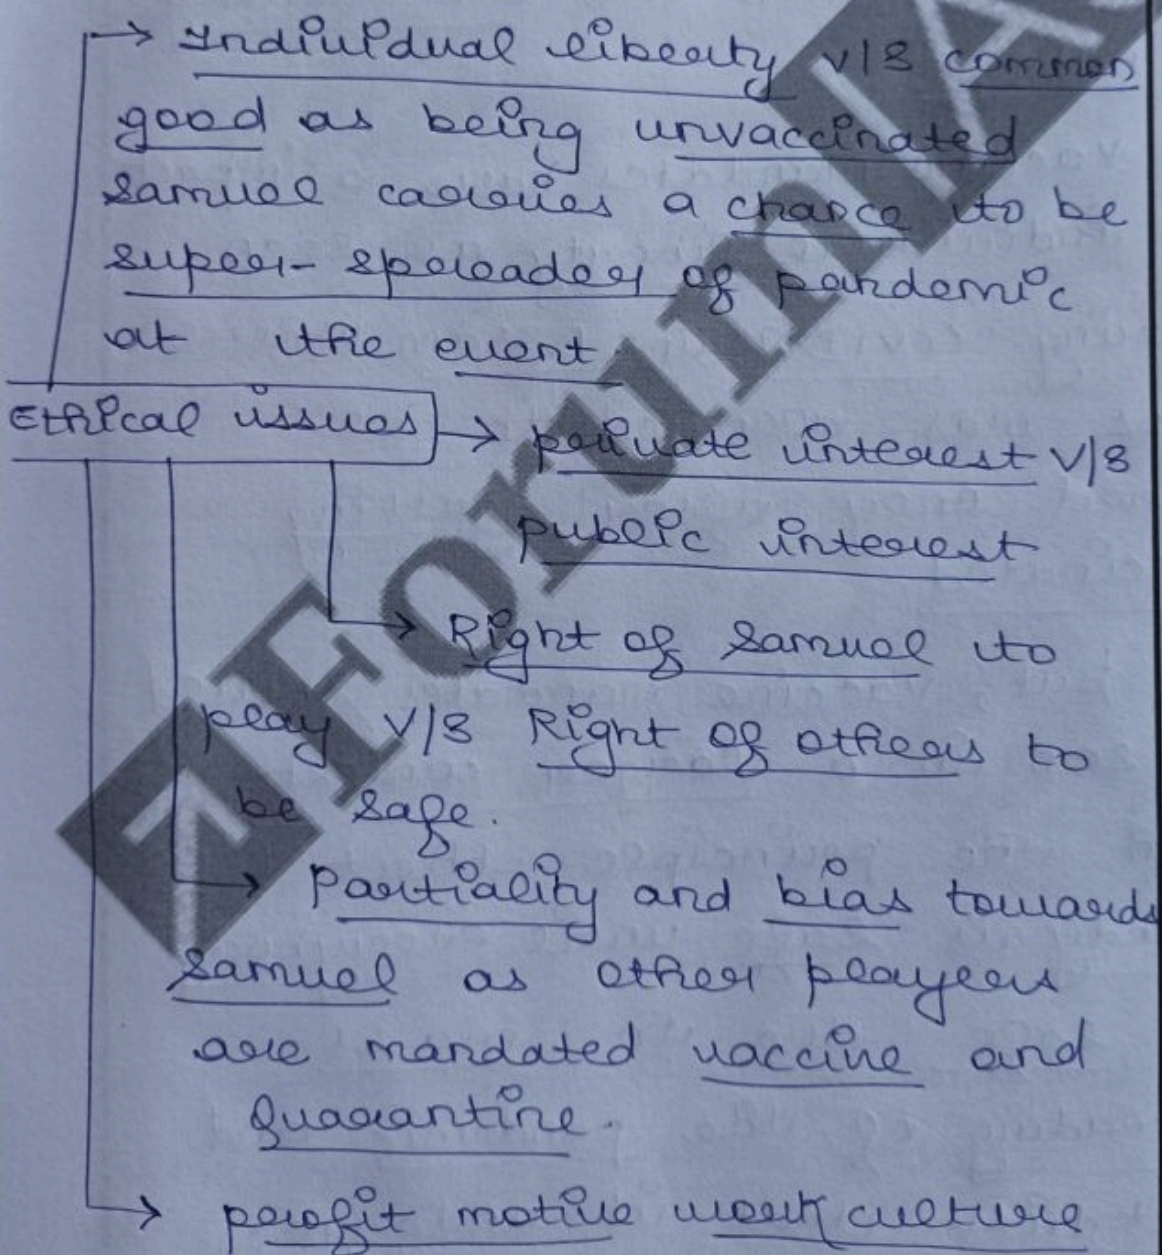 → Individual liberty v/s common
good as being unvaccinated
Samuel carries a chance to be
super-spreader of pandemic
at the event.
Ethical issues → private interest v/s
public interest
→ Right of Samuel to
play v/s Right of others to
be safe.
→ Partiality and bias towards
Samuel as other players
are mandated vaccine and
Quarantine.
→ profit motive work culture
ForumIAS